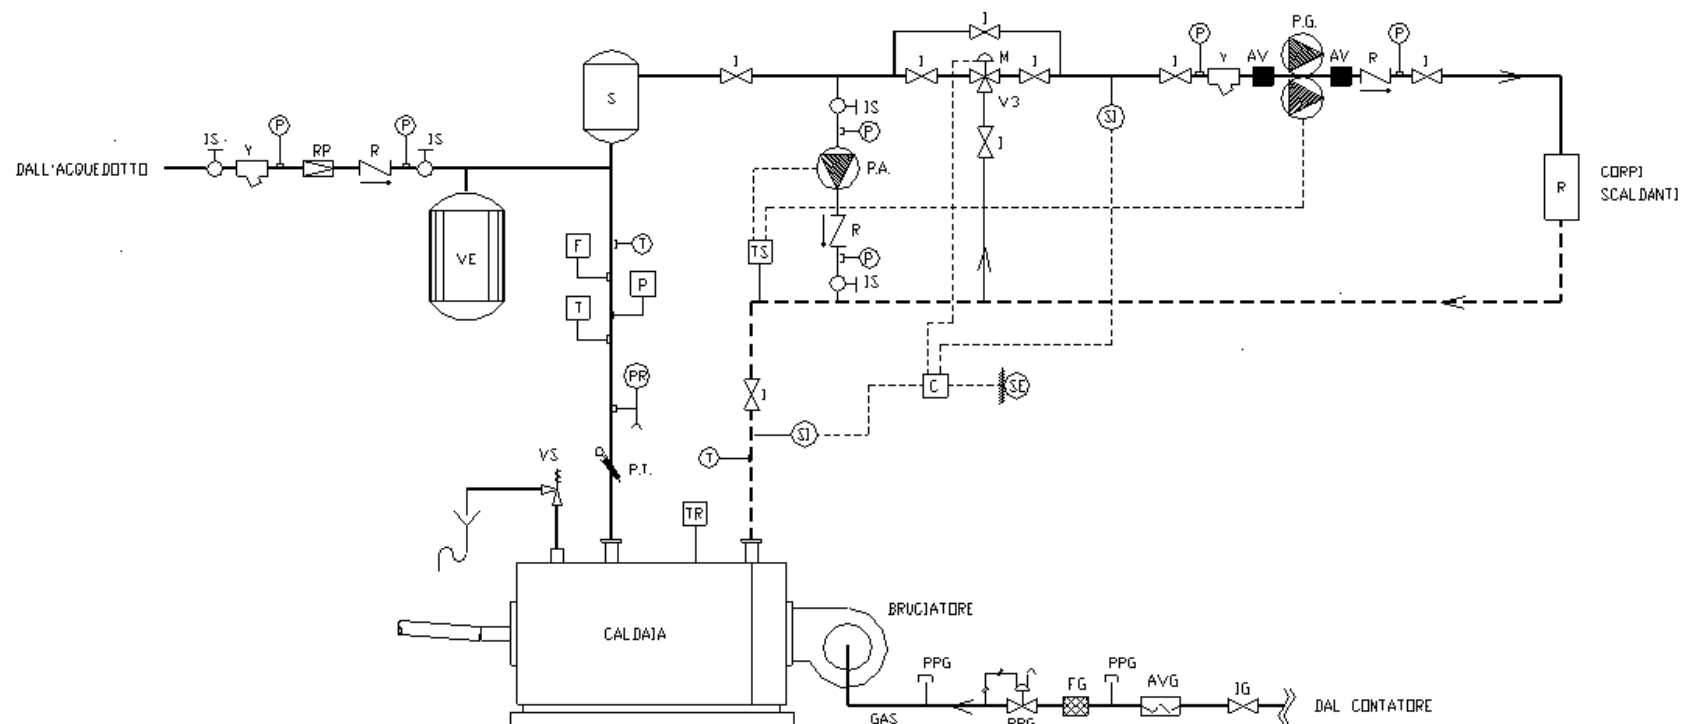 I
P
P.G.
P
I
M
AV
AV
R
I
I
I
Y
I
S
V3
IS
SI
P
P
IS
IS
Y
RP
R
P
I
DALL'ACQUEDOTTO
P.A.
CORPI
SCALDANTI
R
R
F
T
TS
VE
P
P
IS
T
PR
C
SE
I
SI
VS
P.T.
T
TR
BRUCIATORE
CALDAIA
PPG
PPG
FG
AVG
IG
DAL CONTATORE
GAS